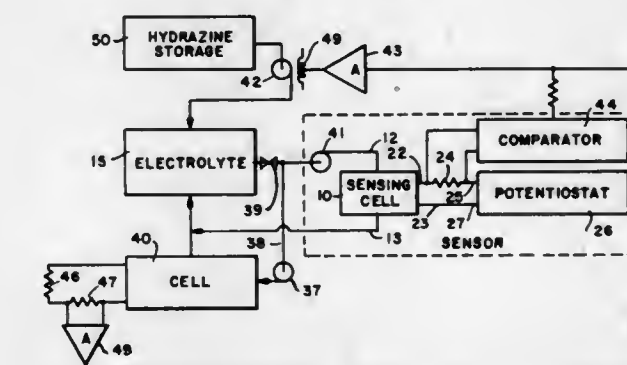 50
HYDRAZINE
STORAGE
42
49
A
43
44
COMPARATOR
15
ELECTROLYTE
39
41
12
22
24
25
10
SENSING
CELL
23
27
POTENTIOSTAT
26
13
SENSOR
38
37
40
CELL
46
47
A
48